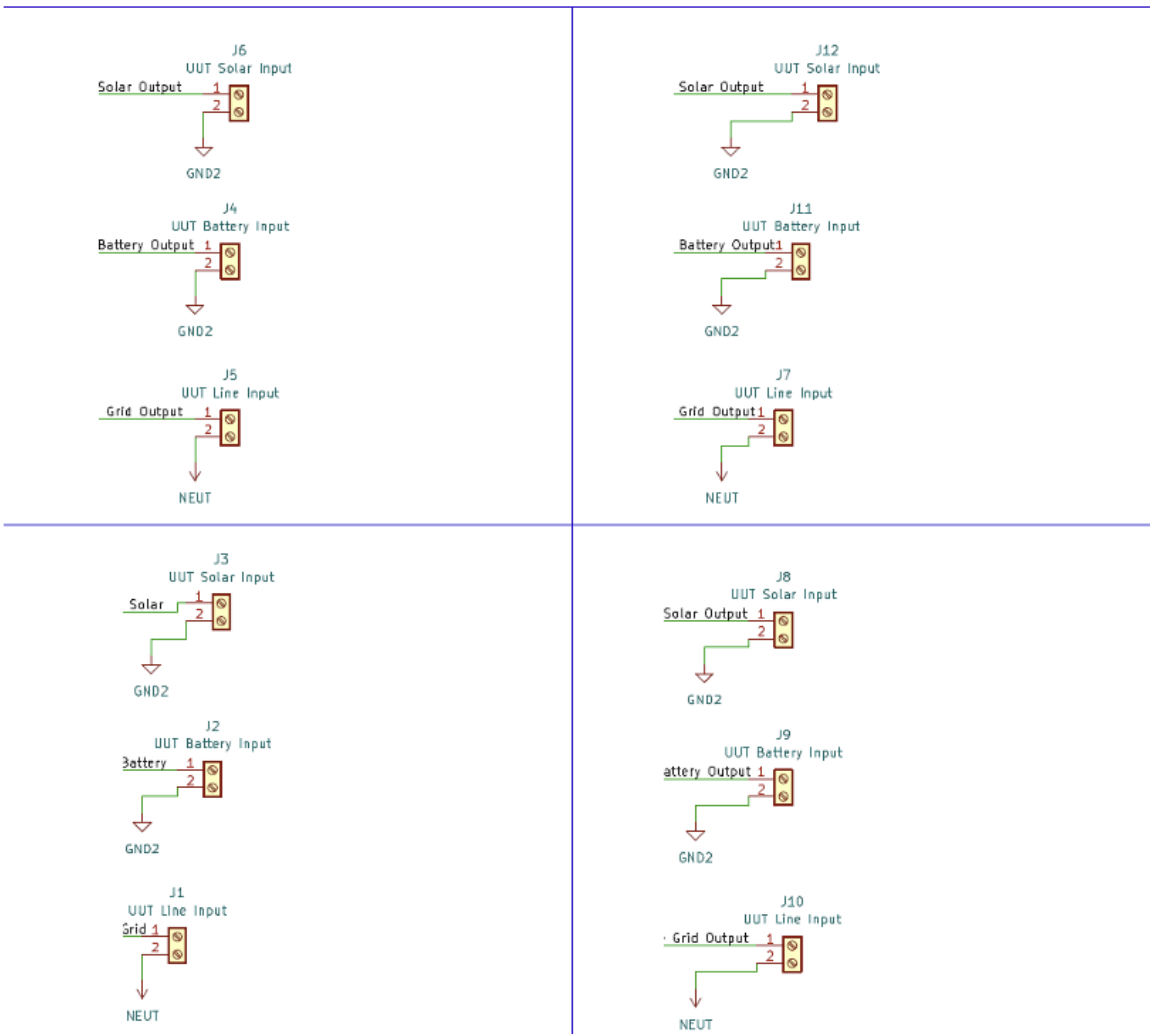 J6
UUT Solar Input
Solar Output 1
2
GND2
J4
UUT Battery Input
Battery Output 1
2
GND2
J5
UUT Line Input
Grid Output 1
2
NEUT
J12
UUT Solar Input
Solar Output 1
2
GND2
J11
UUT Battery Input
Battery Output 1
2
GND2
J7
UUT Line Input
Grid Output 1
2
NEUT
J3
UUT Solar Input
Solar 1
2
GND2
J2
UUT Battery Input
Battery 1
2
GND2
J1
UUT Line Input
Grid 1
2
NEUT
J8
UUT Solar Input
Solar Output 1
2
GND2
J9
UUT Battery Input
attery Output 1
2
GND2
J10
UUT Line Input
Grid Output 1
2
NEUT